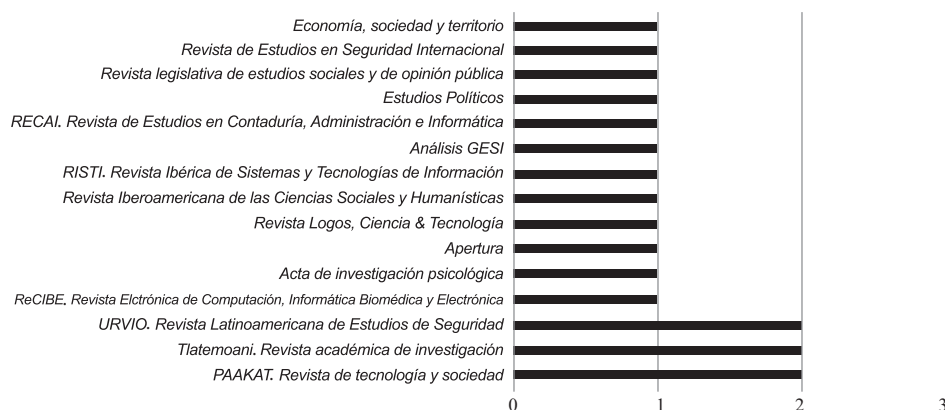 Economía, sociedad y territorio
Revista de Estudios en Seguridad Internacional
Revista legislativa de estudios sociales y de opinión pública
Estudios Políticos
RECAI. Revista de Estudios en Contaduría, Administración e Informática
Análisis GESI
RISTI. Revista Ibérica de Sistemas y Tecnologías de Información
Revista Iberoamericana de las Ciencias Sociales y Humanísticas
Revista Logos, Ciencia & Tecnología
Apertura
Acta de investigación psicológica
ReCIBE. Revista Elctrónica de Computación, Informática Biomédica y Electrónica
URVIO. Revista Latinoamericana de Estudios de Seguridad
Tlatemoani. Revista académica de investigación
PAAKAT. Revista de tecnología y sociedad
0 1 2 3